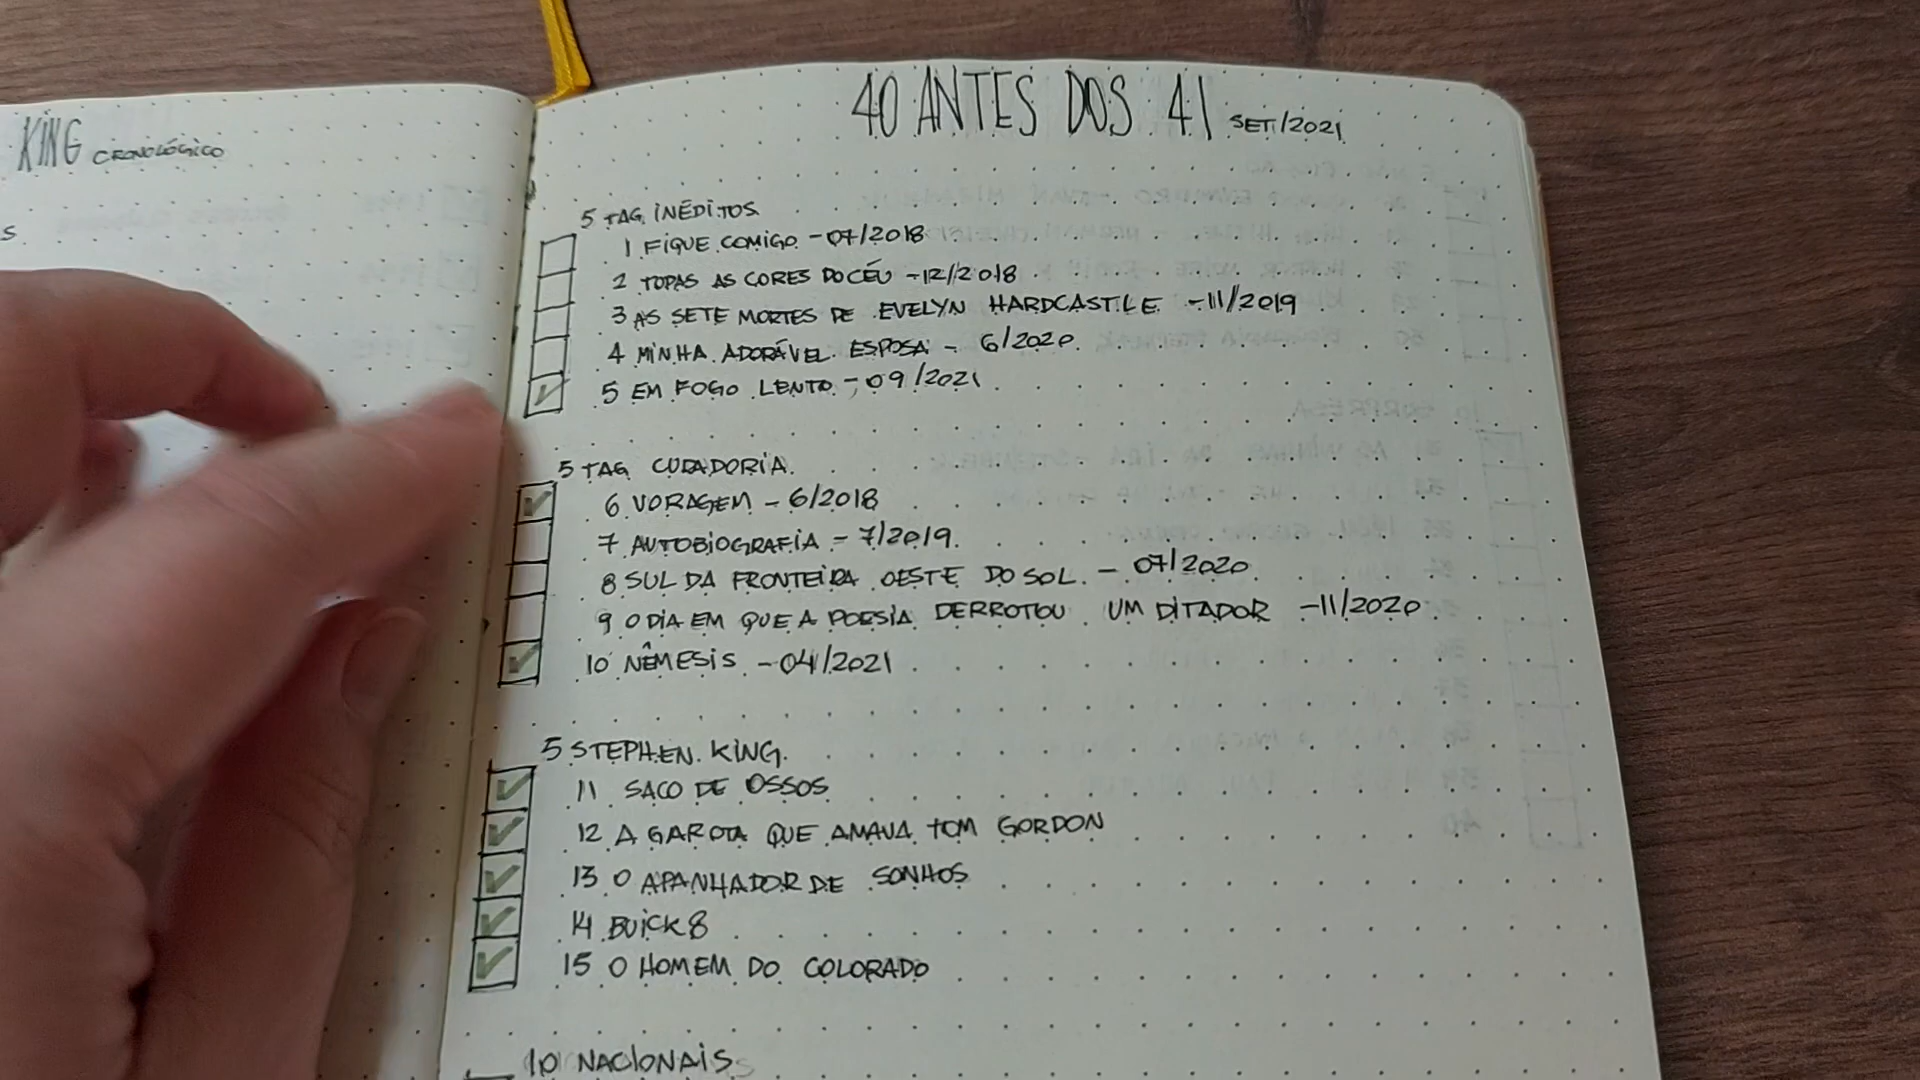 KING CRONOLÓGICO
S
40 ANTES DOS 41 SET/2021
5 TAG INÉDITOS
1 FIQUE COMIGO - 07/2018
2 TOPAS AS CORES DO CÉU - 12/2018
3 AS SETE MORTES DE EVELYN HARDCASTLE - 11/2019
4 MINHA ADORÁVEL ESPOSA - 6/2020
5 EM FOGO LENTO - 09/2021
5 TAG CURADORIA
6 VORAGEM - 6/2018
7 AUTOBIOGRAFIA - 7/2019
8 SUL DA FRONTEIRA OESTE DO SOL - 07/2020
9 O DIA EM QUE A POESIA DERROTOU UM DITADOR - 11/2020
10 NÊMESIS - 04/2021
5 STEPHEN KING
11 SACO DE OSSOS
12 A GAROTA QUE AMAVA TOM GORDON
13 O APANHADOR DE SONHOS
14 BUICK 8
15 O HOMEM DO COLORADO
10 NACIONAIS